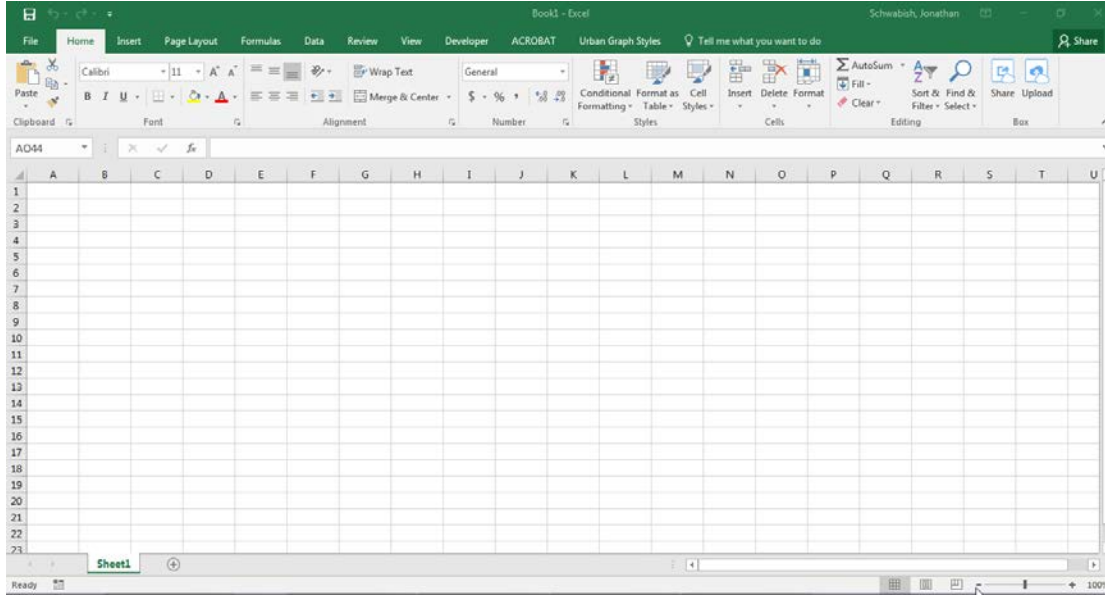 Book1 - Excel
Schwabish, Jonathan
File Home Insert Page Layout Formulas Data Review View Developer ACROBAT Urban Graph Styles Tell me what you want to do Share
Paste
Calibri 11 A A
Wrap Text
General
AutoSum
Fill
Clear
B I U A
Merge & Center
$ % ,
Conditional Formatting
Format as Table
Cell Styles
Insert Delete Format
Sort & Filter
Find & Select
Share Upload
Clipboard Font Alignment Number Styles Cells Editing Box
AO44 fx
A B C D E F G H I J K L M N O P Q R S T U
1
2
3
4
5
6
7
8
9
10
11
12
13
14
15
16
17
18
19
20
21
22
23
Sheet1
Ready 100%